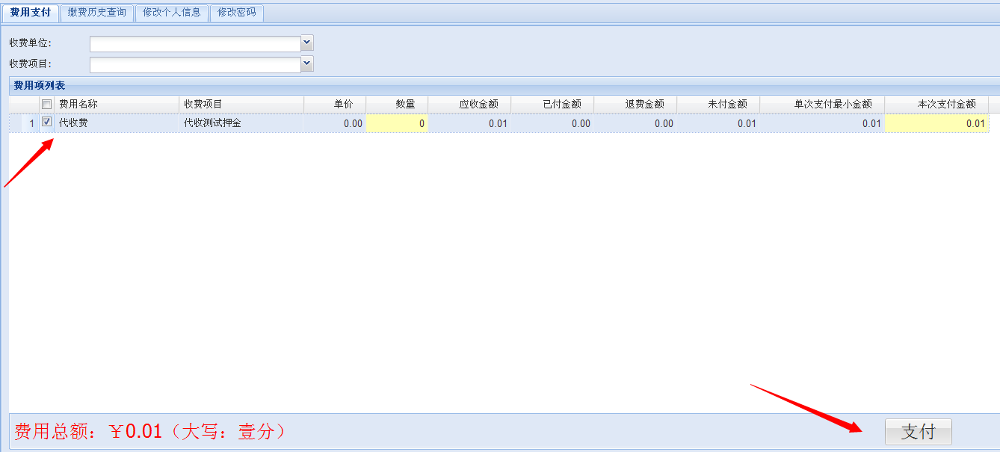 费用支付 缴费历史查询 修改个人信息 修改密码
收费单位:
收费项目:
费用项列表
费用名称 收费项目 单价 数量 应收金额 已付金额 退费金额 未付金额 单次支付最小金额 本次支付金额
1 代收费 代收测试押金 0.00 0 0.01 0.00 0.00 0.01 0.01 0.01
费用总额：￥0.01（大写：壹分） 支付